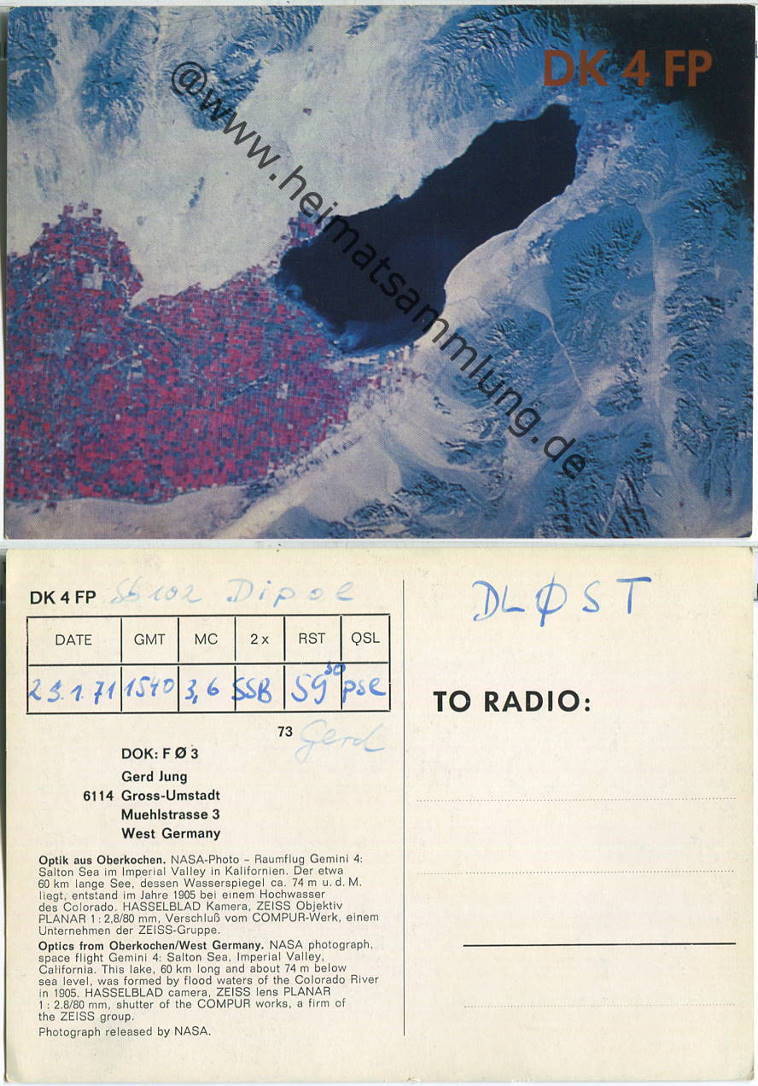 DK 4 FP
@www.heimatsammlung.de
DK 4 FP Sb102 Dipol
DLØST
DATE GMT MC 2 x RST QSL
23.1.71 1540 3,6 SSB 59 50 pse
TO RADIO:
73 Gerd
DOK: F Ø 3
Gerd Jung
6114 Gross-Umstadt
Muehlstrasse 3
West Germany
Optik aus Oberkochen. NASA-Photo – Raumflug Gemini 4:
Salton Sea im Imperial Valley in Kalifornien. Der etwa
60 km lange See, dessen Wasserspiegel ca. 74 m u. d. M.
liegt, entstand im Jahre 1905 bei einem Hochwasser
des Colorado. HASSELBLAD Kamera, ZEISS Objektiv
PLANAR 1 : 2,8/80 mm, Verschluß vom COMPUR-Werk, einem
Unternehmen der ZEISS-Gruppe.
Optics from Oberkochen/West Germany. NASA photograph,
space flight Gemini 4: Salton Sea, Imperial Valley,
California. This lake, 60 km long and about 74 m below
sea level, was formed by flood waters of the Colorado River
in 1905. HASSELBLAD camera, ZEISS lens PLANAR
1 : 2.8/80 mm, shutter of the COMPUR works, a firm of
the ZEISS group.
Photograph released by NASA.